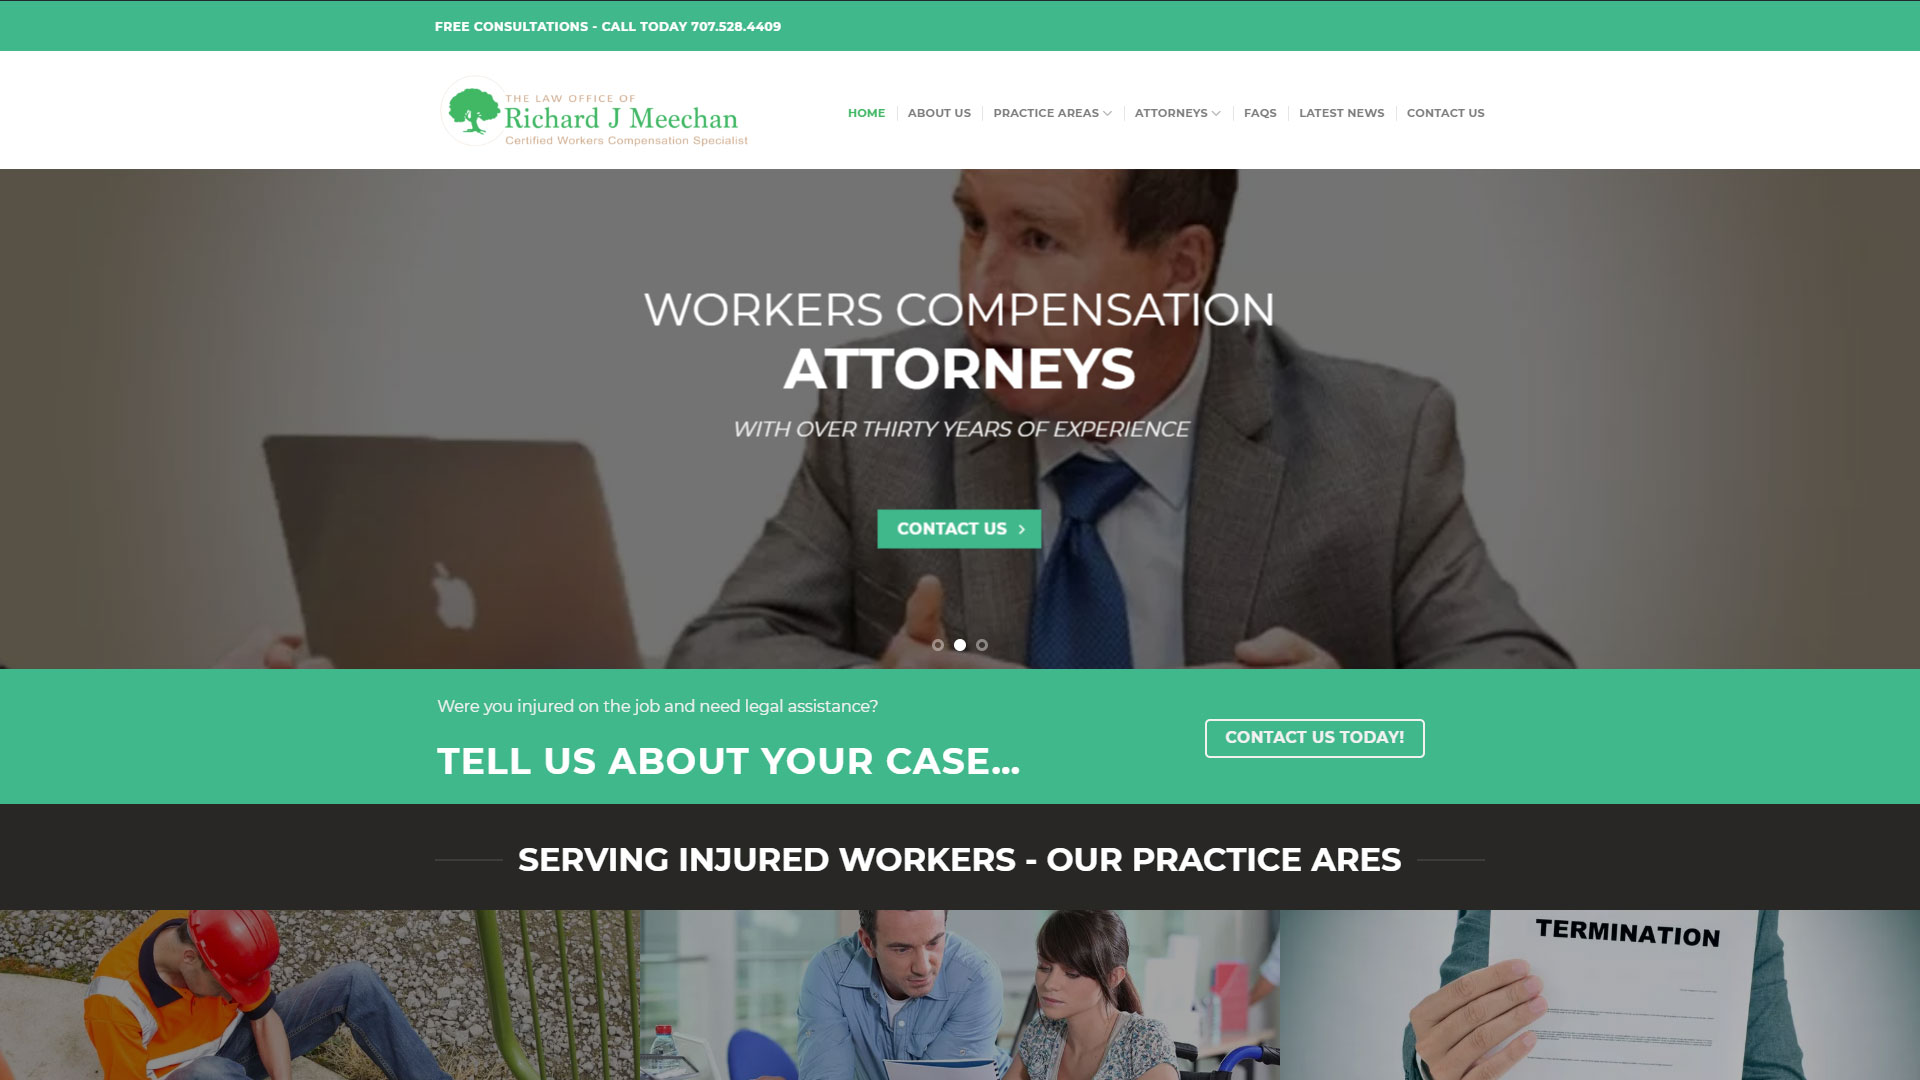 FREE CONSULTATIONS - CALL TODAY 707.528.4409
THE LAW OFFICE OF
Richard J Meechan
Certified Workers Compensation Specialist
HOME
ABOUT US
PRACTICE AREAS
ATTORNEYS
FAQS
LATEST NEWS
CONTACT US
WORKERS COMPENSATION
ATTORNEYS
WITH OVER THIRTY YEARS OF EXPERIENCE
CONTACT US
Were you injured on the job and need legal assistance?
TELL US ABOUT YOUR CASE...
CONTACT US TODAY!
SERVING INJURED WORKERS - OUR PRACTICE ARES
TERMINATION